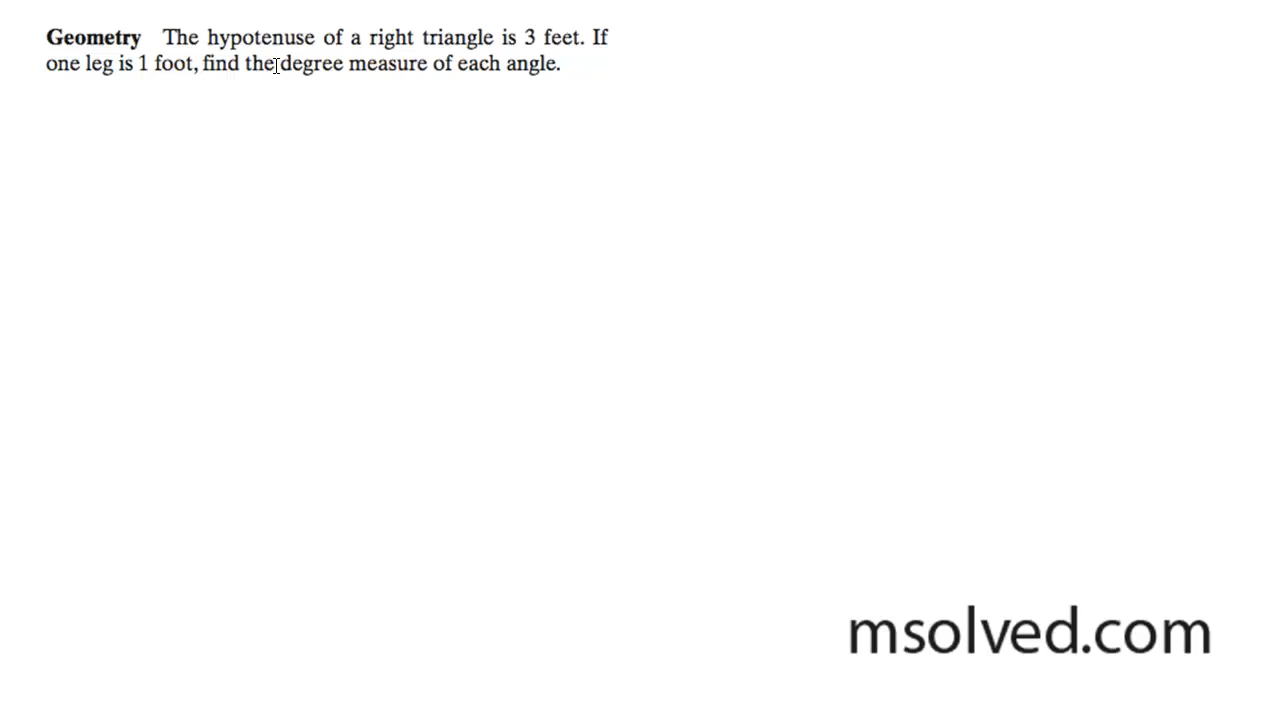 Geometry The hypotenuse of a right triangle is 3 feet. If
one leg is 1 foot, find the degree measure of each angle.
msolved.com